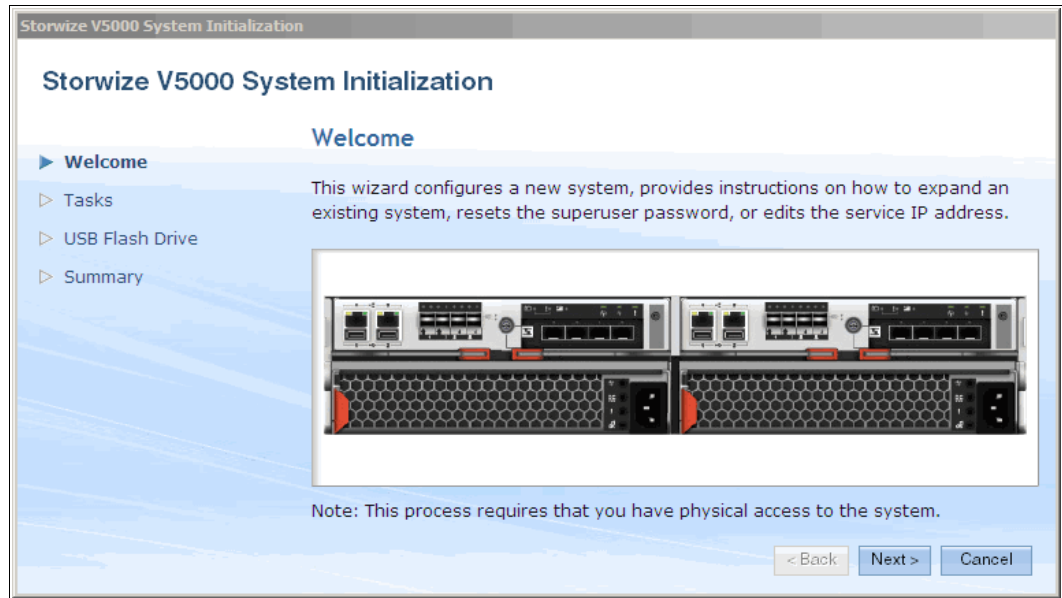 Storwize V5000 System Initialization
Storwize V5000 System Initialization
Welcome
Tasks
USB Flash Drive
Summary
Welcome
This wizard configures a new system, provides instructions on how to expand an
existing system, resets the superuser password, or edits the service IP address.
Note: This process requires that you have physical access to the system.
< Back
Next >
Cancel